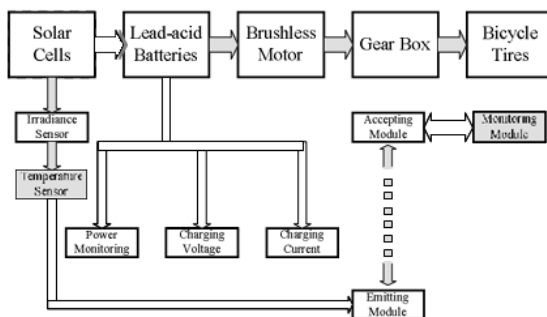 Solar
Cells
Lead-acid
Batteries
Brushless
Motor
Gear Box
Bicycle
Tires
Irradiance
Sensor
Accepting
Module
Monitoring
Module
Temperature
Sensor
Power
Monitoring
Charging
Voltage
Charging
Current
Emitting
Module